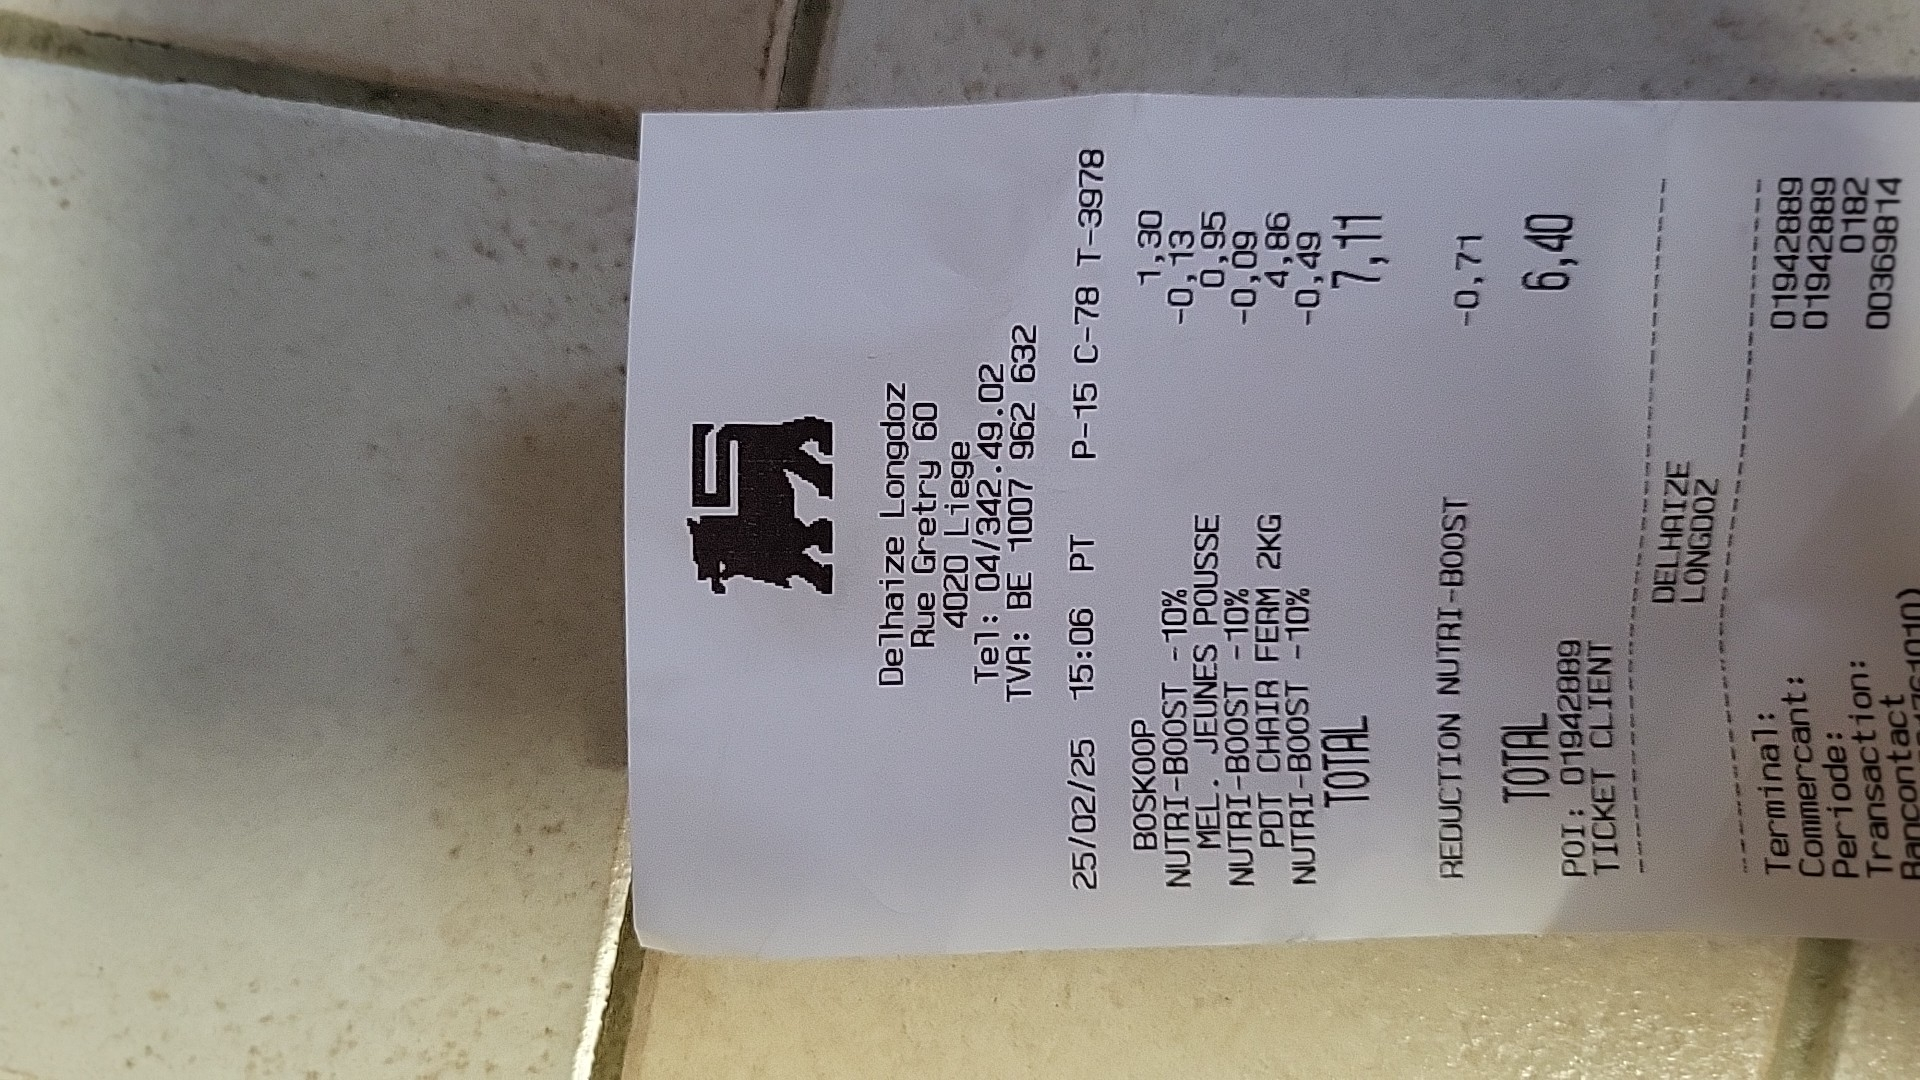 Delhaize Longdoz
Rue Gretry 60
4020 Liege
Tel: 04/342.49.02
TVA: BE 1007 962 632
25/02/25 15:06 PT P-15 C-78 T-3978
BOSKOOP 1,30
NUTRI-BOOST -10% -0,13
MEL. JEUNES POUSSE 0,95
NUTRI-BOOST -10% -0,09
PDT CHAIR FERM 2KG 4,86
NUTRI-BOOST -10% -0,49
TOTAL 7,11
REDUCTION NUTRI-BOOST -0,71
TOTAL 6,40
POI: 01942889
TICKET CLIENT
DELHAIZE
LONGDOZ
Terminal: 01942889
Commercant: 01942889
Periode: 0182
Transaction: 00369814
Bancontact